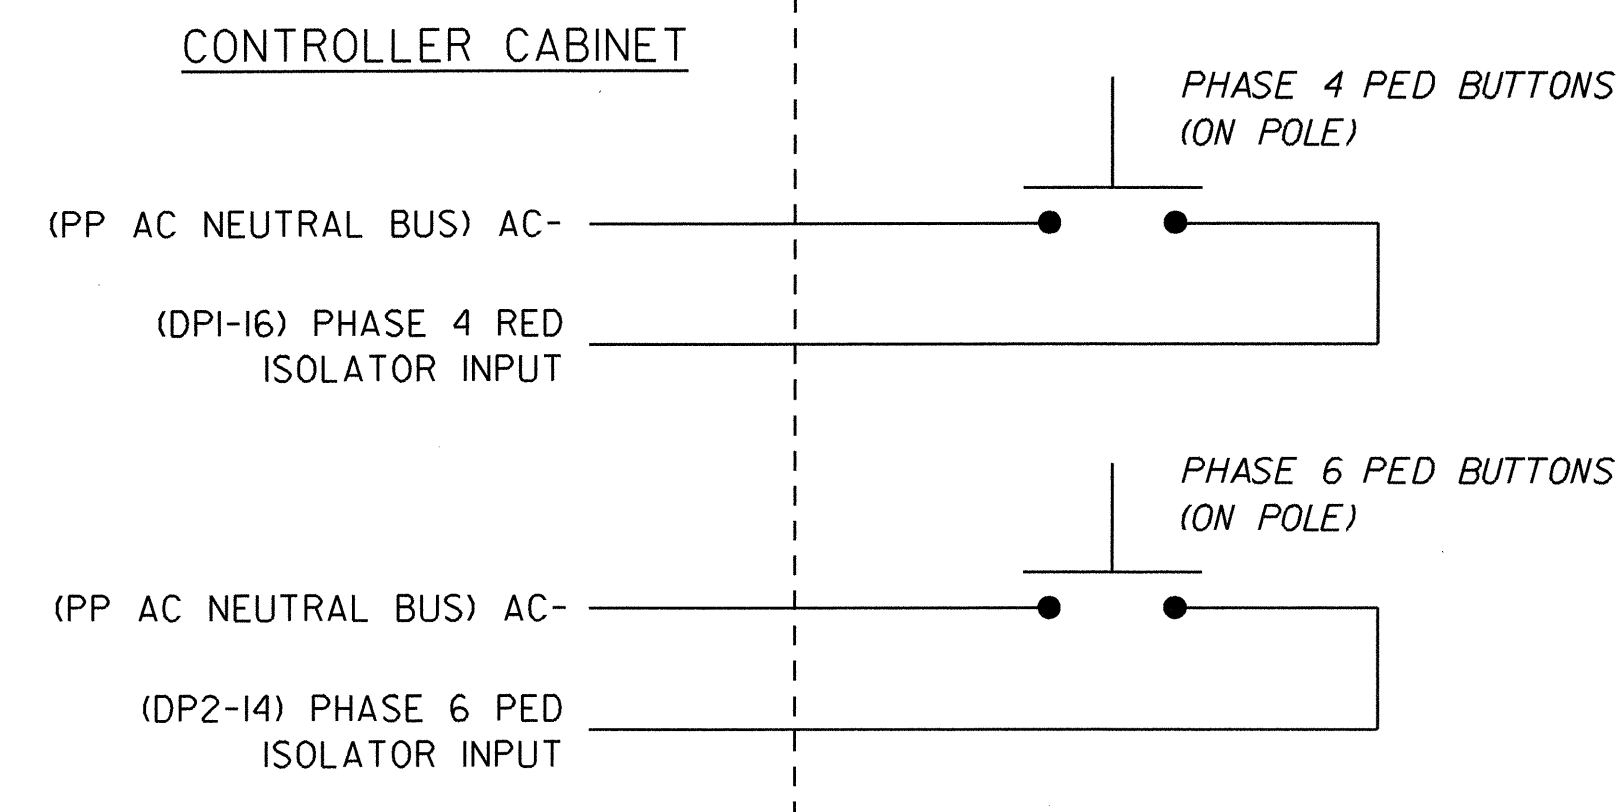 CONTROLLER CABINET
PHASE 4 PED BUTTONS
(ON POLE)
(PP AC NEUTRAL BUS) AC-
(DP1-16) PHASE 4 RED
ISOLATOR INPUT
PHASE 6 PED BUTTONS
(ON POLE)
(PP AC NEUTRAL BUS) AC-
(DP2-14) PHASE 6 PED
ISOLATOR INPUT